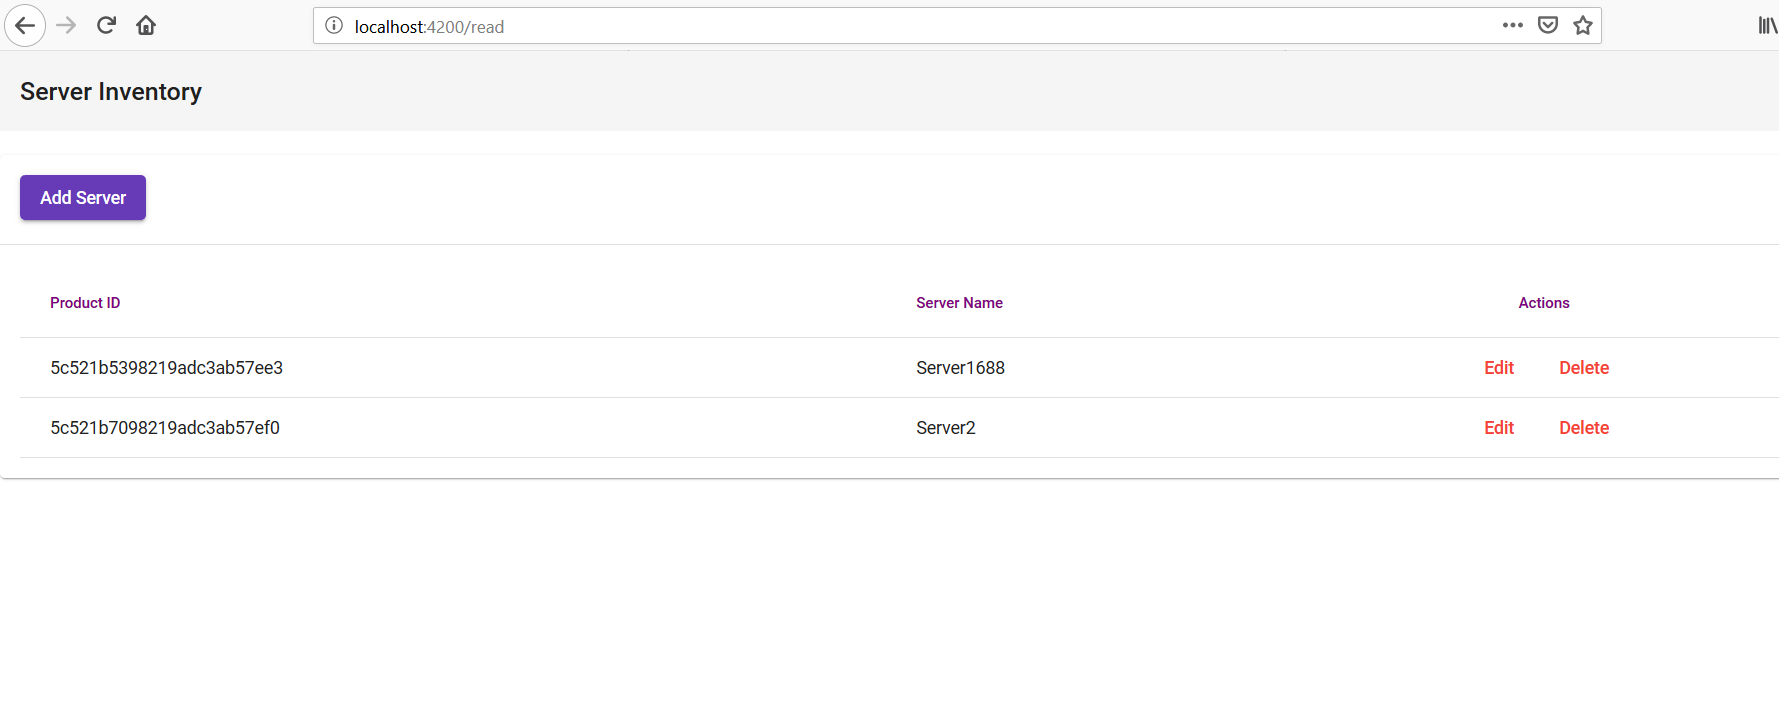 localhost:4200/read
Server Inventory
Add Server
Product ID Server Name Actions
5c521b5398219adc3ab57ee3 Server1688 Edit Delete
5c521b7098219adc3ab57ef0 Server2 Edit Delete